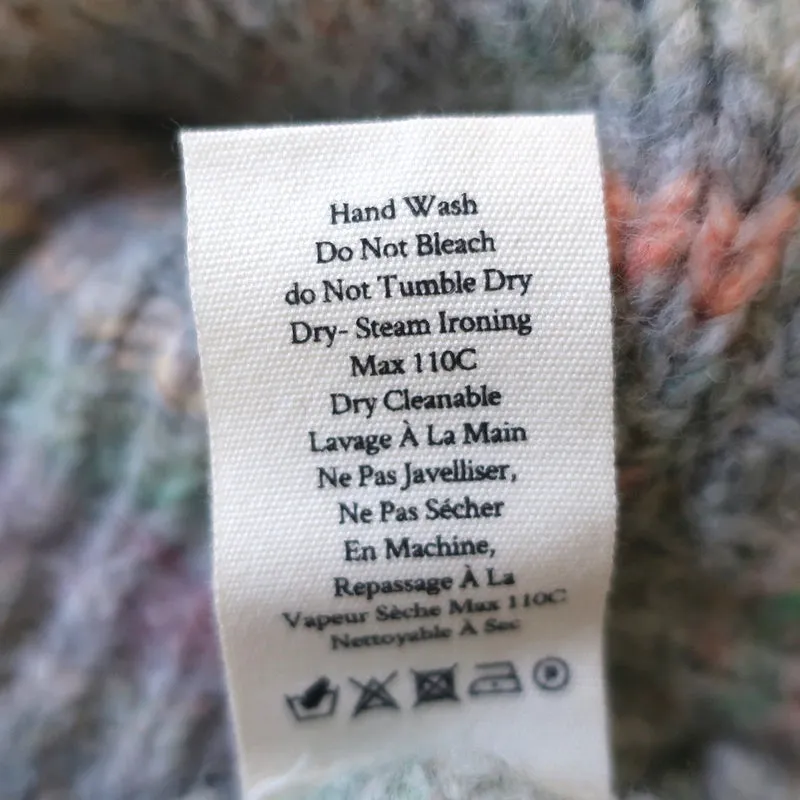 Hand Wash
Do Not Bleach
do Not Tumble Dry
Dry- Steam Ironing
Max 110C
Dry Cleanable
Lavage À La Main
Ne Pas Javelliser,
Ne Pas Sécher
En Machine,
Repassage À La
Vapeur Sèche Max 110C
Nettoyable À Sec